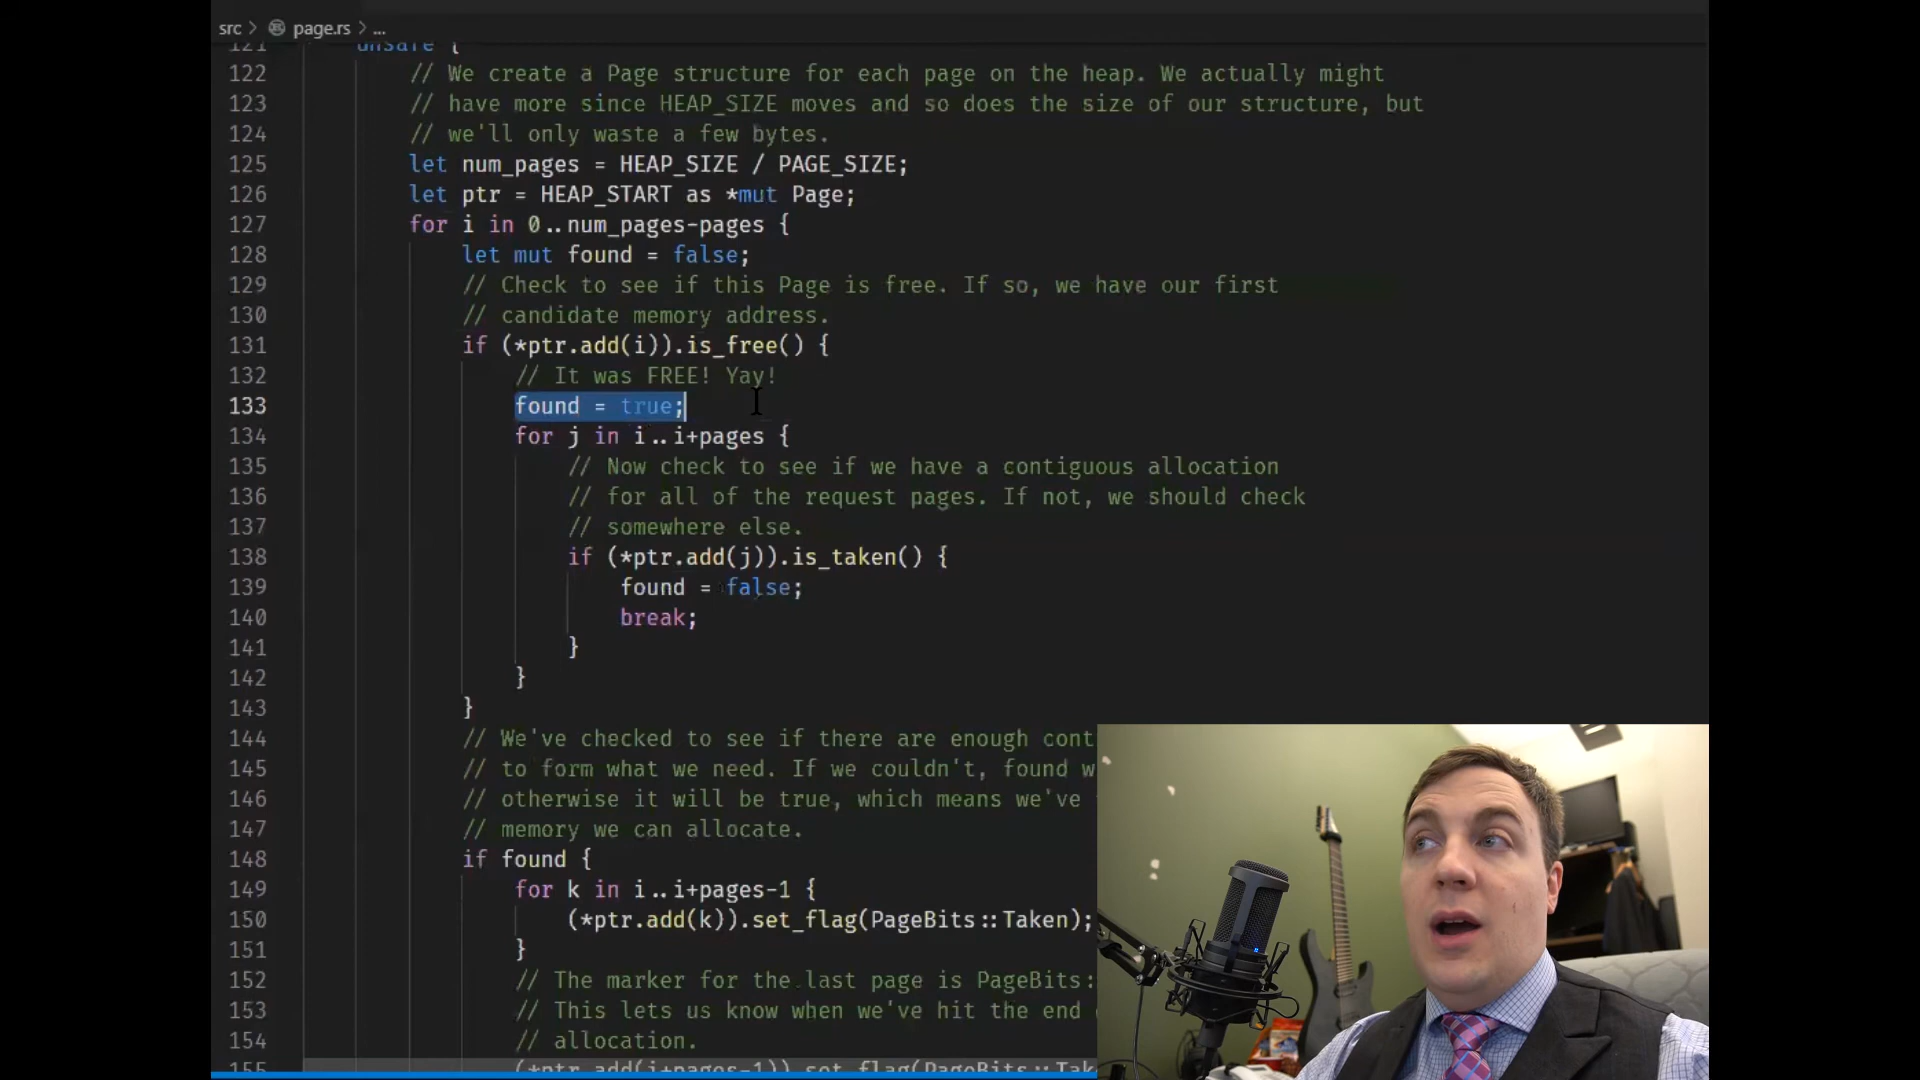 src > page.rs > ...
121 unsafe {
122 // We create a Page structure for each page on the heap. We actually might
123 // have more since HEAP_SIZE moves and so does the size of our structure, but
124 // we'll only waste a few bytes.
125 let num_pages = HEAP_SIZE / PAGE_SIZE;
126 let ptr = HEAP_START as *mut Page;
127 for i in 0..num_pages-pages {
128 let mut found = false;
129 // Check to see if this Page is free. If so, we have our first
130 // candidate memory address.
131 if (*ptr.add(i)).is_free() {
132 // It was FREE! Yay!
133 found = true;
134 for j in i..i+pages {
135 // Now check to see if we have a contiguous allocation
136 // for all of the request pages. If not, we should check
137 // somewhere else.
138 if (*ptr.add(j)).is_taken() {
139 found = false;
140 break;
141 }
142 }
143 }
144 // We've checked to see if there are enough cont
145 // to form what we need. If we couldn't, found w
146 // otherwise it will be true, which means we've
147 // memory we can allocate.
148 if found {
149 for k in i..i+pages-1 {
150 (*ptr.add(k)).set_flag(PageBits::Taken);
151 }
152 // The marker for the last page is PageBits:
153 // This lets us know when we've hit the end
154 // allocation.
155 (*ptr.add(i+pages-1)).set_flag(PageBits::Take